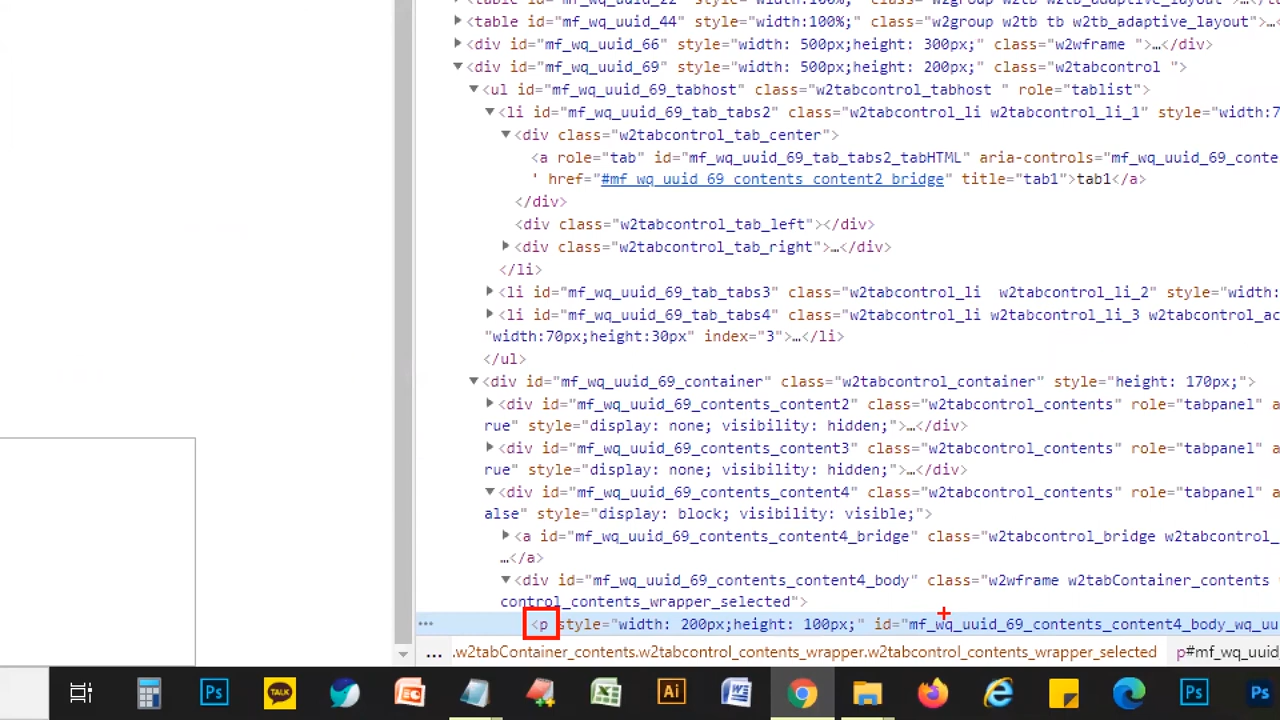 <table id="mf_wq_uuid_44" style="width:100%;" class="w2group w2tb tb w2tb_adaptive_layout">…</ta
▶<div id="mf_wq_uuid_66" style="width: 500px;height: 300px;" class="w2wframe ">…</div>
▼<div id="mf_wq_uuid_69" style="width: 500px;height: 200px;" class="w2tabcontrol ">
▼<ul id="mf_wq_uuid_69_tabhost" class="w2tabcontrol_tabhost " role="tablist">
▼<li id="mf_wq_uuid_69_tab_tabs2" class="w2tabcontrol_li w2tabcontrol_li_1" style="width:7
▼<div class="w2tabcontrol_tab_center">
<a role="tab" id="mf_wq_uuid_69_tab_tabs2_tabHTML" aria-controls="mf_wq_uuid_69_conte
' href="#mf_wq_uuid_69_contents_content2_bridge" title="tab1">tab1</a>
</div>
<div class="w2tabcontrol_tab_left"></div>
▶<div class="w2tabcontrol_tab_right">…</div>
</li>
▶<li id="mf_wq_uuid_69_tab_tabs3" class="w2tabcontrol_li  w2tabcontrol_li_2" style="width:
▶<li id="mf_wq_uuid_69_tab_tabs4" class="w2tabcontrol_li w2tabcontrol_li_3 w2tabcontrol_ac
"width:70px;height:30px" index="3">…</li>
</ul>
▼<div id="mf_wq_uuid_69_container" class="w2tabcontrol_container" style="height: 170px;">
▶<div id="mf_wq_uuid_69_contents_content2" class="w2tabcontrol_contents" role="tabpanel" a
rue" style="display: none; visibility: hidden;">…</div>
▶<div id="mf_wq_uuid_69_contents_content3" class="w2tabcontrol_contents" role="tabpanel" a
rue" style="display: none; visibility: hidden;">…</div>
▼<div id="mf_wq_uuid_69_contents_content4" class="w2tabcontrol_contents" role="tabpanel" a
alse" style="display: block; visibility: visible;">
▶<a id="mf_wq_uuid_69_contents_content4_bridge" class="w2tabcontrol_bridge w2tabcontrol_
…</a>
▼<div id="mf_wq_uuid_69_contents_content4_body" class="w2wframe w2tabContainer_contents
control_contents_wrapper_selected">
<p style="width: 200px;height: 100px;" id="mf_wq_uuid_69_contents_content4_body_wq_uu
… .w2tabContainer_contents.w2tabcontrol_contents_wrapper.w2tabcontrol_contents_wrapper_selected p#mf_wq_uuid_
Ps TALK Ai W Ps Ps